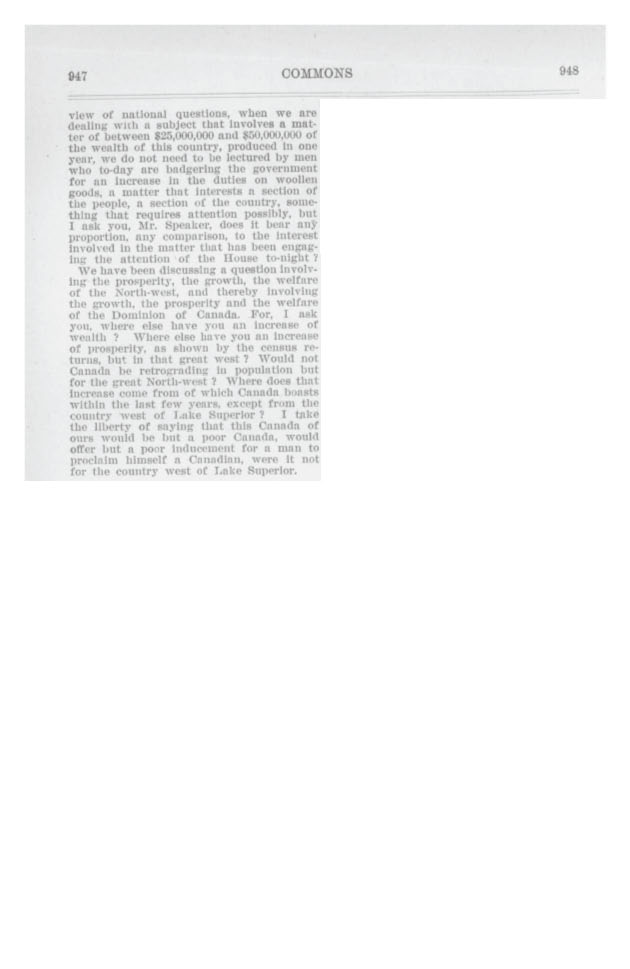 947 COMMONS 948
view of national questions, when we are
dealing with a subject that involves a mat-
ter of between $25,000,000 and $50,000,000 of
the wealth of this country, produced in one
year, we do not need to be lectured by men
who to-day are badgering the government
for an increase in the duties on woollen
goods, a matter that interests a section of
the people, a section of the country, some-
thing that requires attention possibly, but
I ask you, Mr. Speaker, does it bear any
proportion, any comparison, to the interest
involved in the matter that has been engag-
ing the attention of the House to-night ?
We have been discussing a question involv-
ing the prosperity, the growth, the welfare
of the North-west, and thereby involving
the growth, the prosperity and the welfare
of the Dominion of Canada. For, I ask
you, where else have you an increase of
wealth ? Where else have you an increase
of prosperity, as shown by the census re-
turns, but in that great west ? Would not
Canada be retrograding in population but
for the great North-west ? Where does that
increase come from of which Canada boasts
within the last few years, except from the
country west of Lake Superior ? I take
the liberty of saying that this Canada of
ours would be but a poor Canada, would
offer but a poor inducement for a man to
proclaim himself a Canadian, were it not
for the country west of Lake Superior.